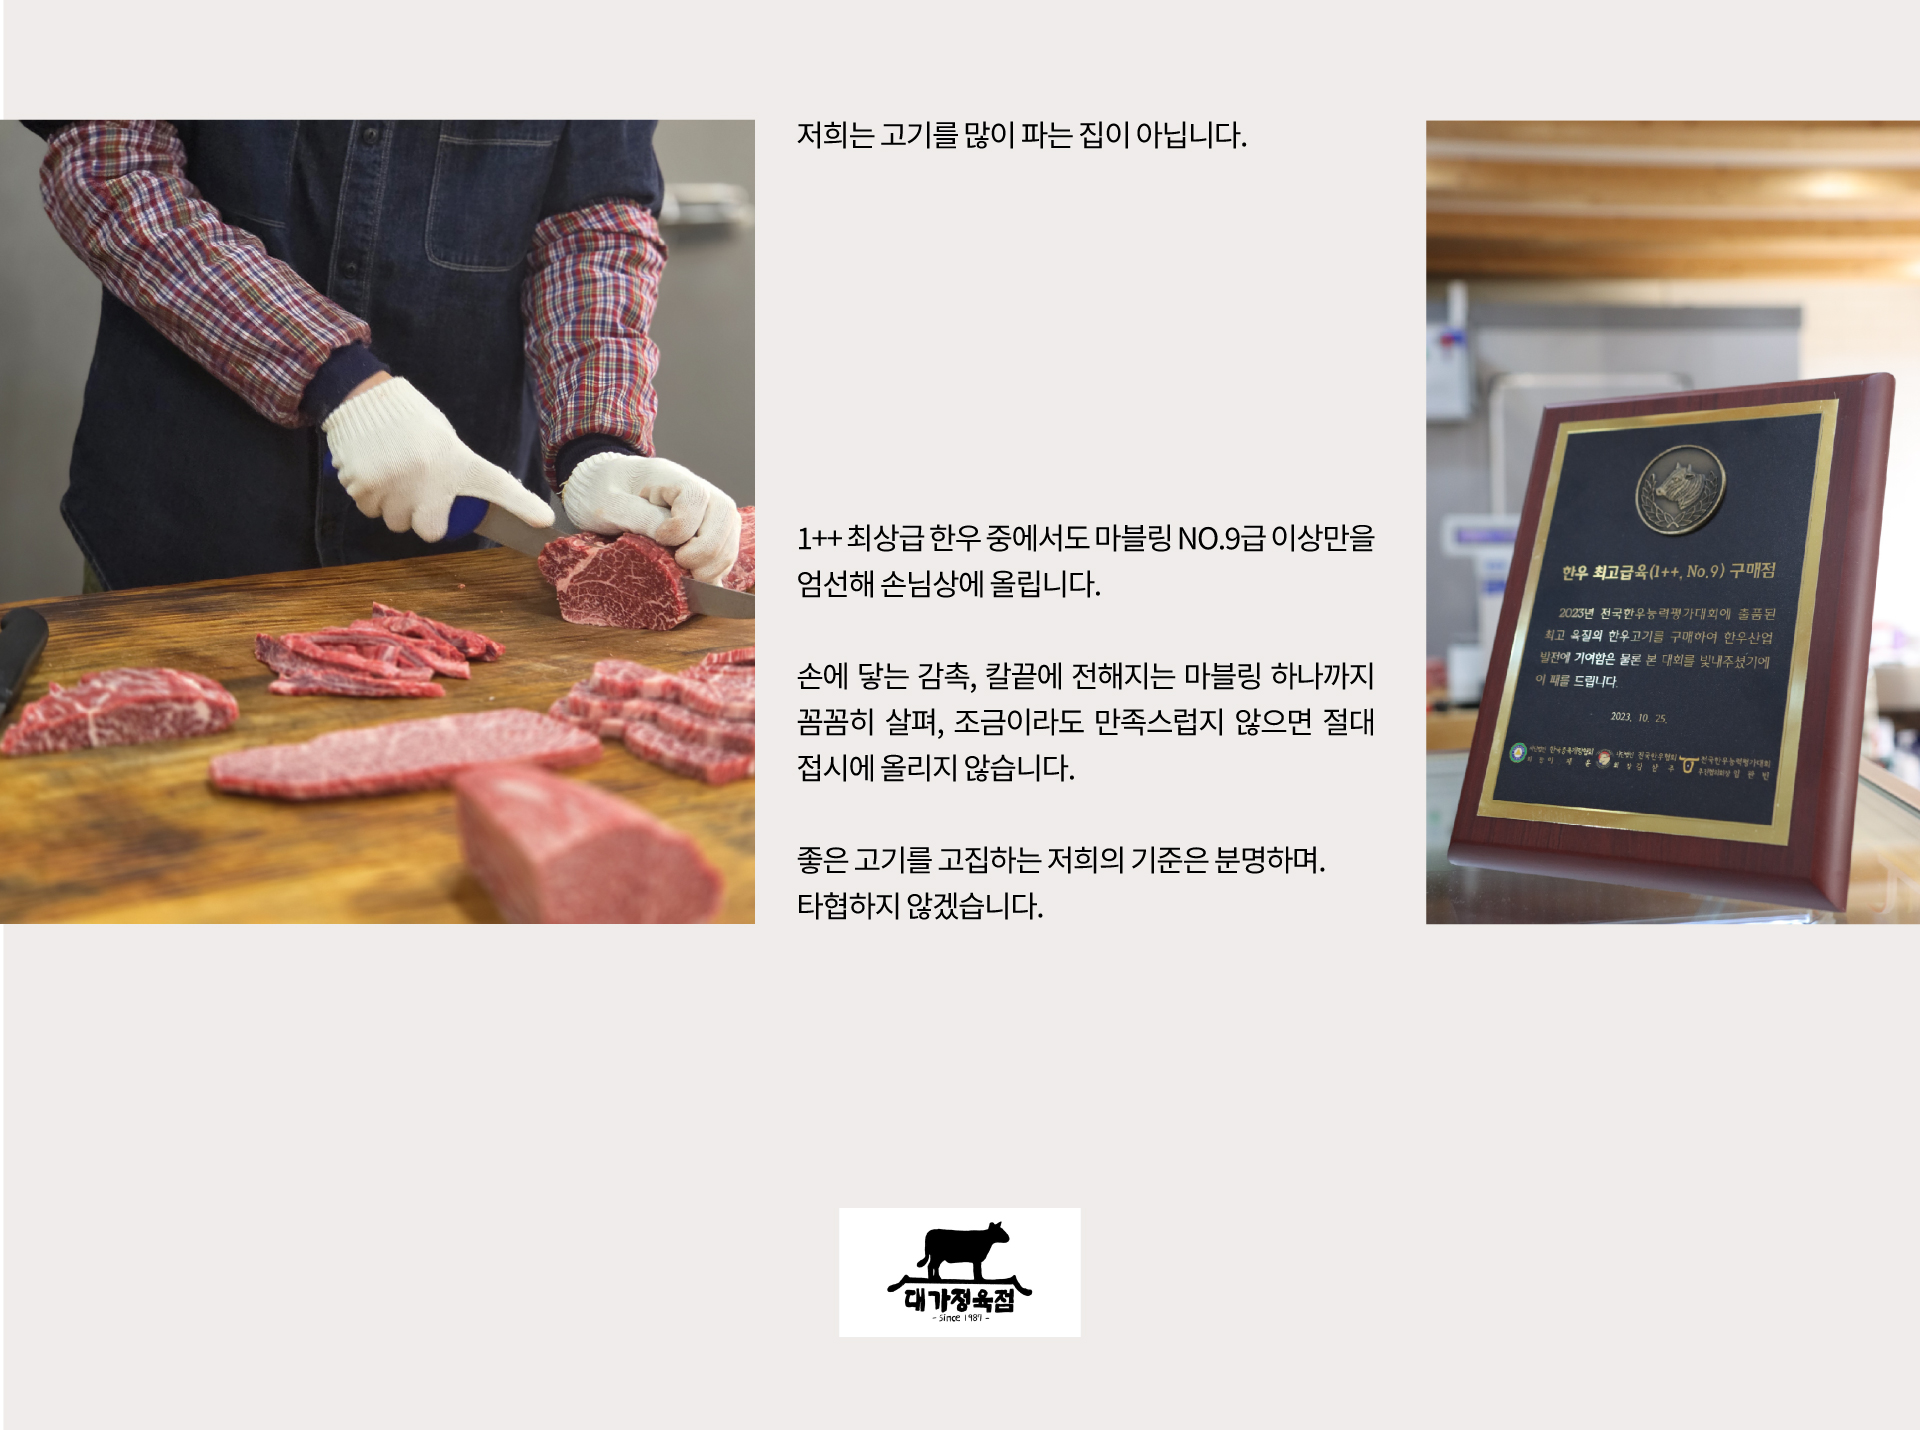 저희는 고기를 많이 파는 집이 아닙니다.
1++ 최상급 한우 중에서도 마블링 NO.9급 이상만을
엄선해 손님상에 올립니다.
손에 닿는 감촉, 칼끝에 전해지는 마블링 하나까지
꼼꼼히 살펴, 조금이라도 만족스럽지 않으면 절대
접시에 올리지 않습니다.
좋은 고기를 고집하는 저희의 기준은 분명하며.
타협하지 않겠습니다.
한우 최고급육(1++, No.9) 구매점
2023년 전국한우능력평가대회에 출품된
최고 육질의 한우고기를 구매하여 한우산업
발전에 기여함은 물론 본 대회를 빛내주셨기에
이 패를 드립니다.
2023. 10. 25.
대가정육점
- Since 1987 -